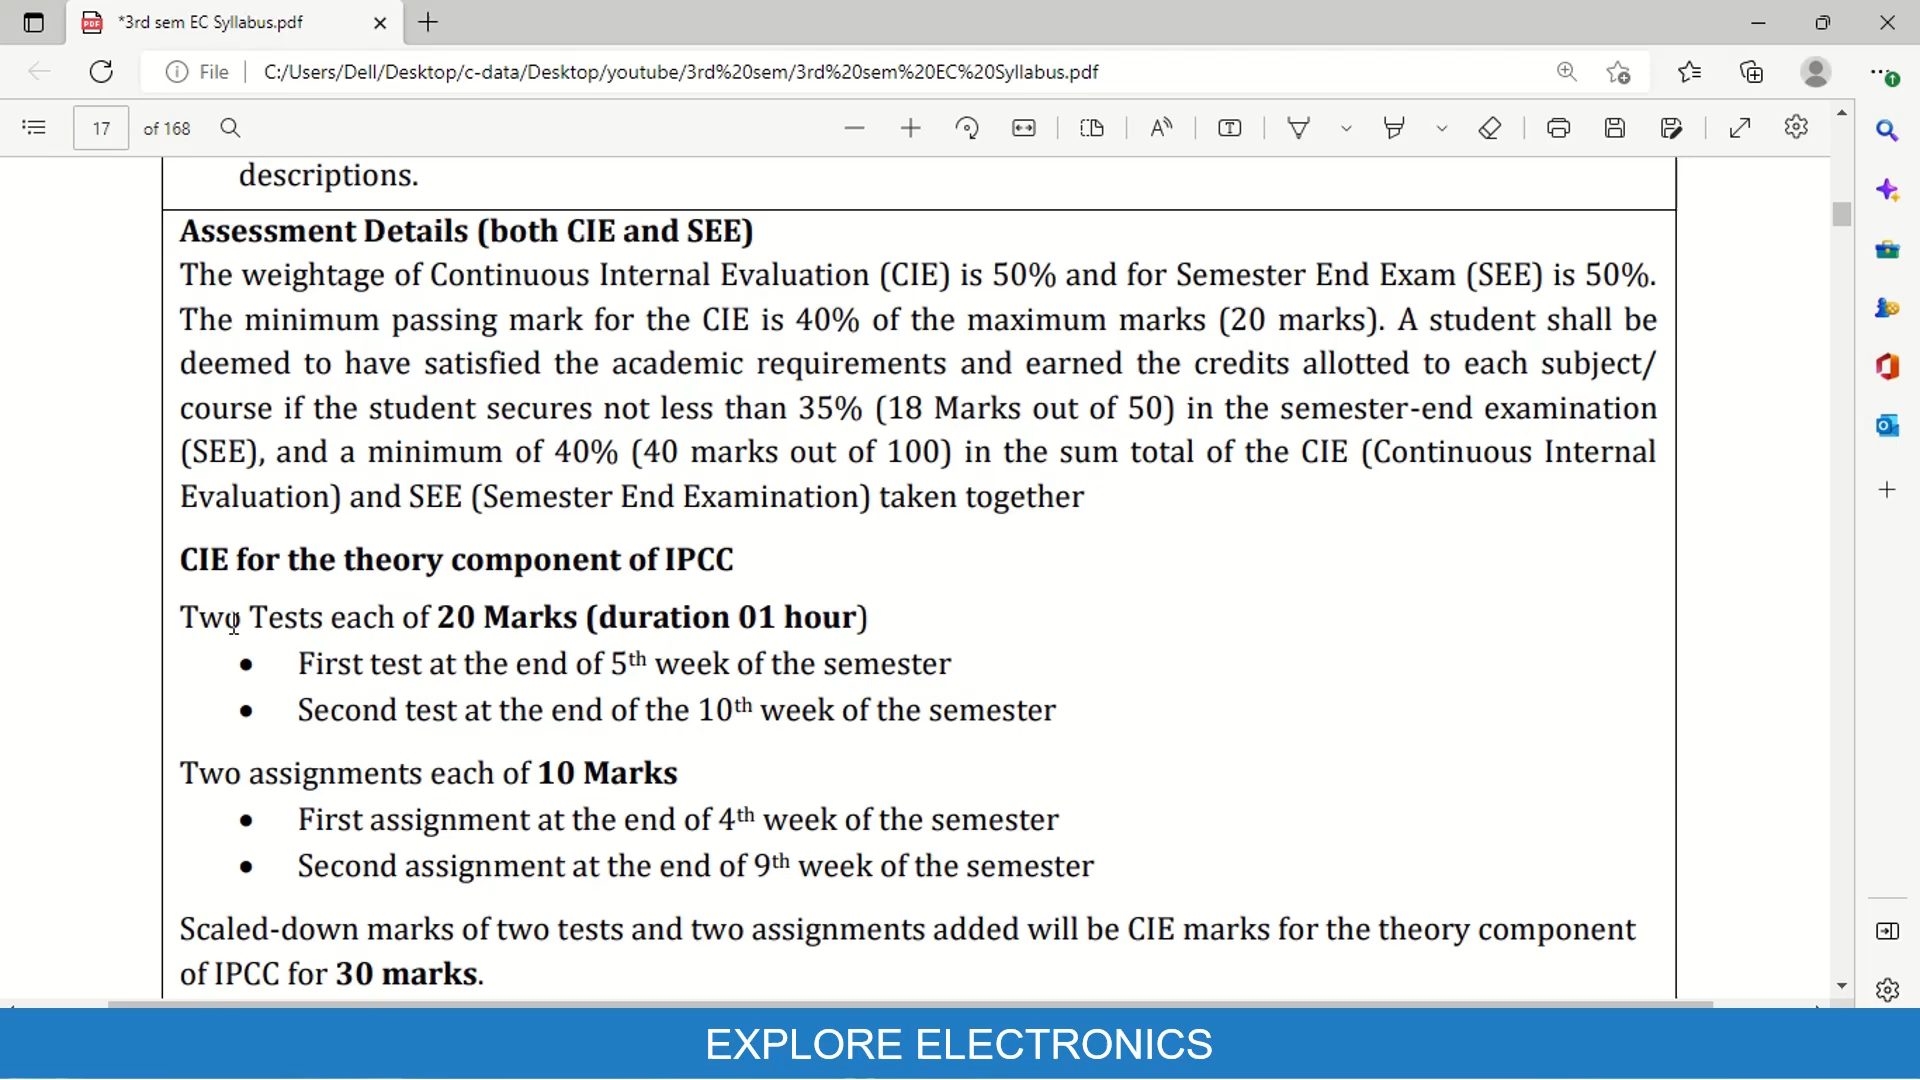 *3rd sem EC Syllabus.pdf
File
C:/Users/Dell/Desktop/c-data/Desktop/youtube/3rd%20sem/3rd%20sem%20EC%20Syllabus.pdf
17 of 168
descriptions.
Assessment Details (both CIE and SEE)
The weightage of Continuous Internal Evaluation (CIE) is 50% and for Semester End Exam (SEE) is 50%.
The minimum passing mark for the CIE is 40% of the maximum marks (20 marks). A student shall be
deemed to have satisfied the academic requirements and earned the credits allotted to each subject/
course if the student secures not less than 35% (18 Marks out of 50) in the semester-end examination
(SEE), and a minimum of 40% (40 marks out of 100) in the sum total of the CIE (Continuous Internal
Evaluation) and SEE (Semester End Examination) taken together
CIE for the theory component of IPCC
Two Tests each of 20 Marks (duration 01 hour)
• First test at the end of 5th week of the semester
• Second test at the end of the 10th week of the semester
Two assignments each of 10 Marks
• First assignment at the end of 4th week of the semester
• Second assignment at the end of 9th week of the semester
Scaled-down marks of two tests and two assignments added will be CIE marks for the theory component
of IPCC for 30 marks.
EXPLORE ELECTRONICS